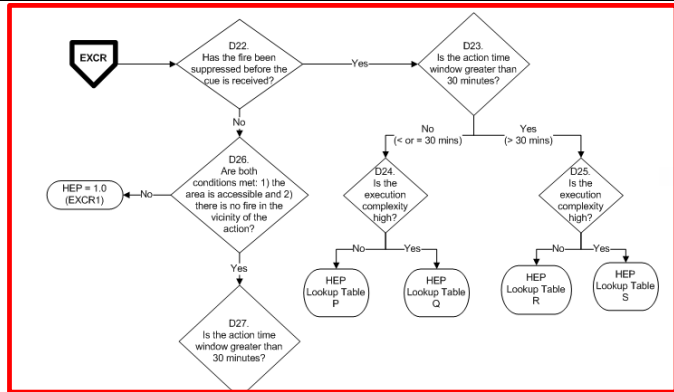 EXCR
D22.
Has the fire been
suppressed before the
cue is received?
Yes
D23.
Is the action time
window greater than
30 minutes?
No
No
(< or = 30 mins)
Yes
(> 30 mins)
D26.
Are both
conditions met: 1) the
area is accessible and 2)
there is no fire in the
vicinity of the
action?
No
HEP = 1.0
(EXCR1)
D24.
Is the
execution
complexity
high?
D25.
Is the
execution
complexity
high?
No
Yes
No
Yes
HEP
Lookup Table
P
HEP
Lookup Table
Q
HEP
Lookup Table
R
HEP
Lookup Table
S
Yes
D27.
Is the action time
window greater than
30 minutes?